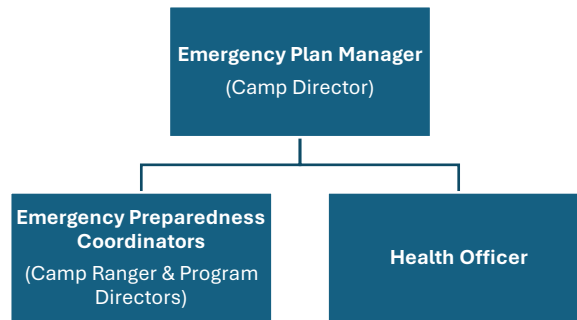 Emergency Plan Manager
(Camp Director)
Emergency Preparedness
Coordinators
(Camp Ranger & Program
Directors)
Health Officer